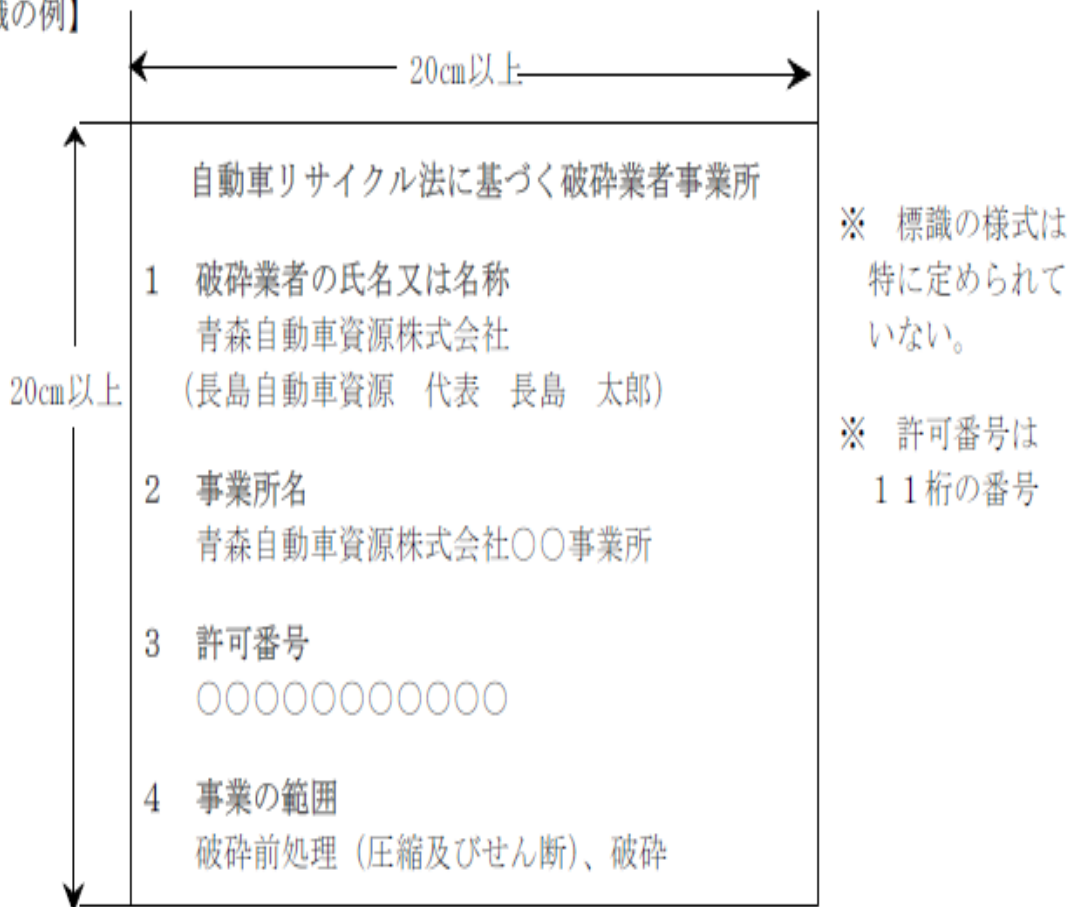 識の例】
20cm以上
20cm以上
自動車リサイクル法に基づく破砕業者事業所
1 破砕業者の氏名又は名称
青森自動車資源株式会社
(長島自動車資源 代表 長島 太郎)
2 事業所名
青森自動車資源株式会社○○事業所
3 許可番号
○○○○○○○○○○○
4 事業の範囲
破砕前処理（圧縮及びせん断）、破砕
※ 標識の様式は
特に定められて
いない。
※ 許可番号は
１１桁の番号